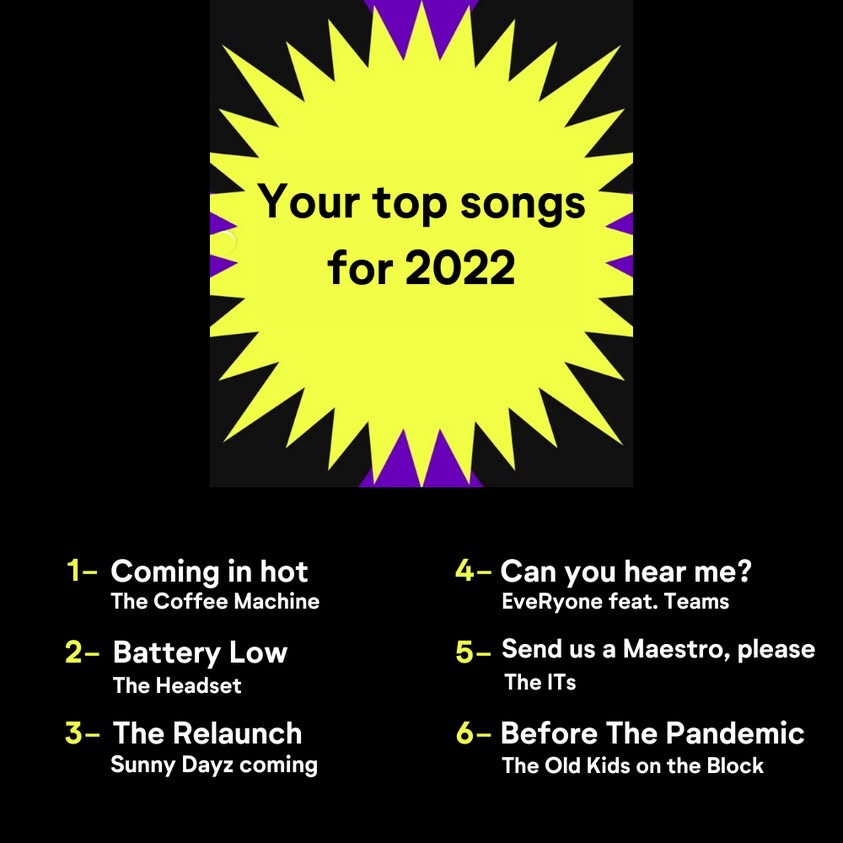 Your top songs
for 2022
1– Coming in hot
The Coffee Machine
2– Battery Low
The Headset
3– The Relaunch
Sunny Dayz coming
4– Can you hear me?
EveRyone feat. Teams
5– Send us a Maestro, please
The ITs
6– Before The Pandemic
The Old Kids on the Block